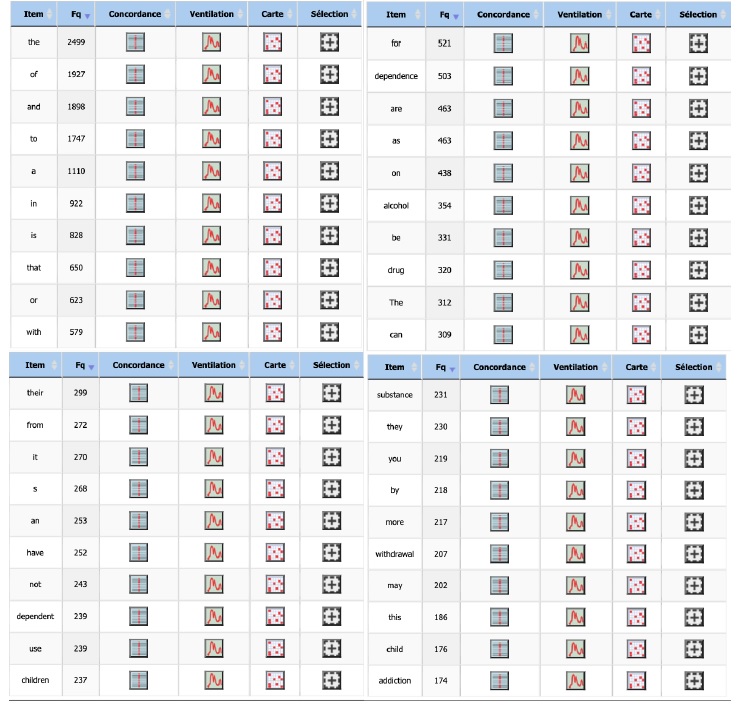 Item Fq Concordance Ventilation Carte Sélection
the 2499
of 1927
and 1898
to 1747
a 1110
in 922
is 828
that 650
or 623
with 579
Item Fq Concordance Ventilation Carte Sélection
for 521
dependence 503
are 463
as 463
on 438
alcohol 354
be 331
drug 320
The 312
can 309
Item Fq Concordance Ventilation Carte Sélection
their 299
from 272
it 270
s 268
an 253
have 252
not 243
dependent 239
use 239
children 237
Item Fq Concordance Ventilation Carte Sélection
substance 231
they 230
you 219
by 218
more 217
withdrawal 207
may 202
this 186
child 176
addiction 174